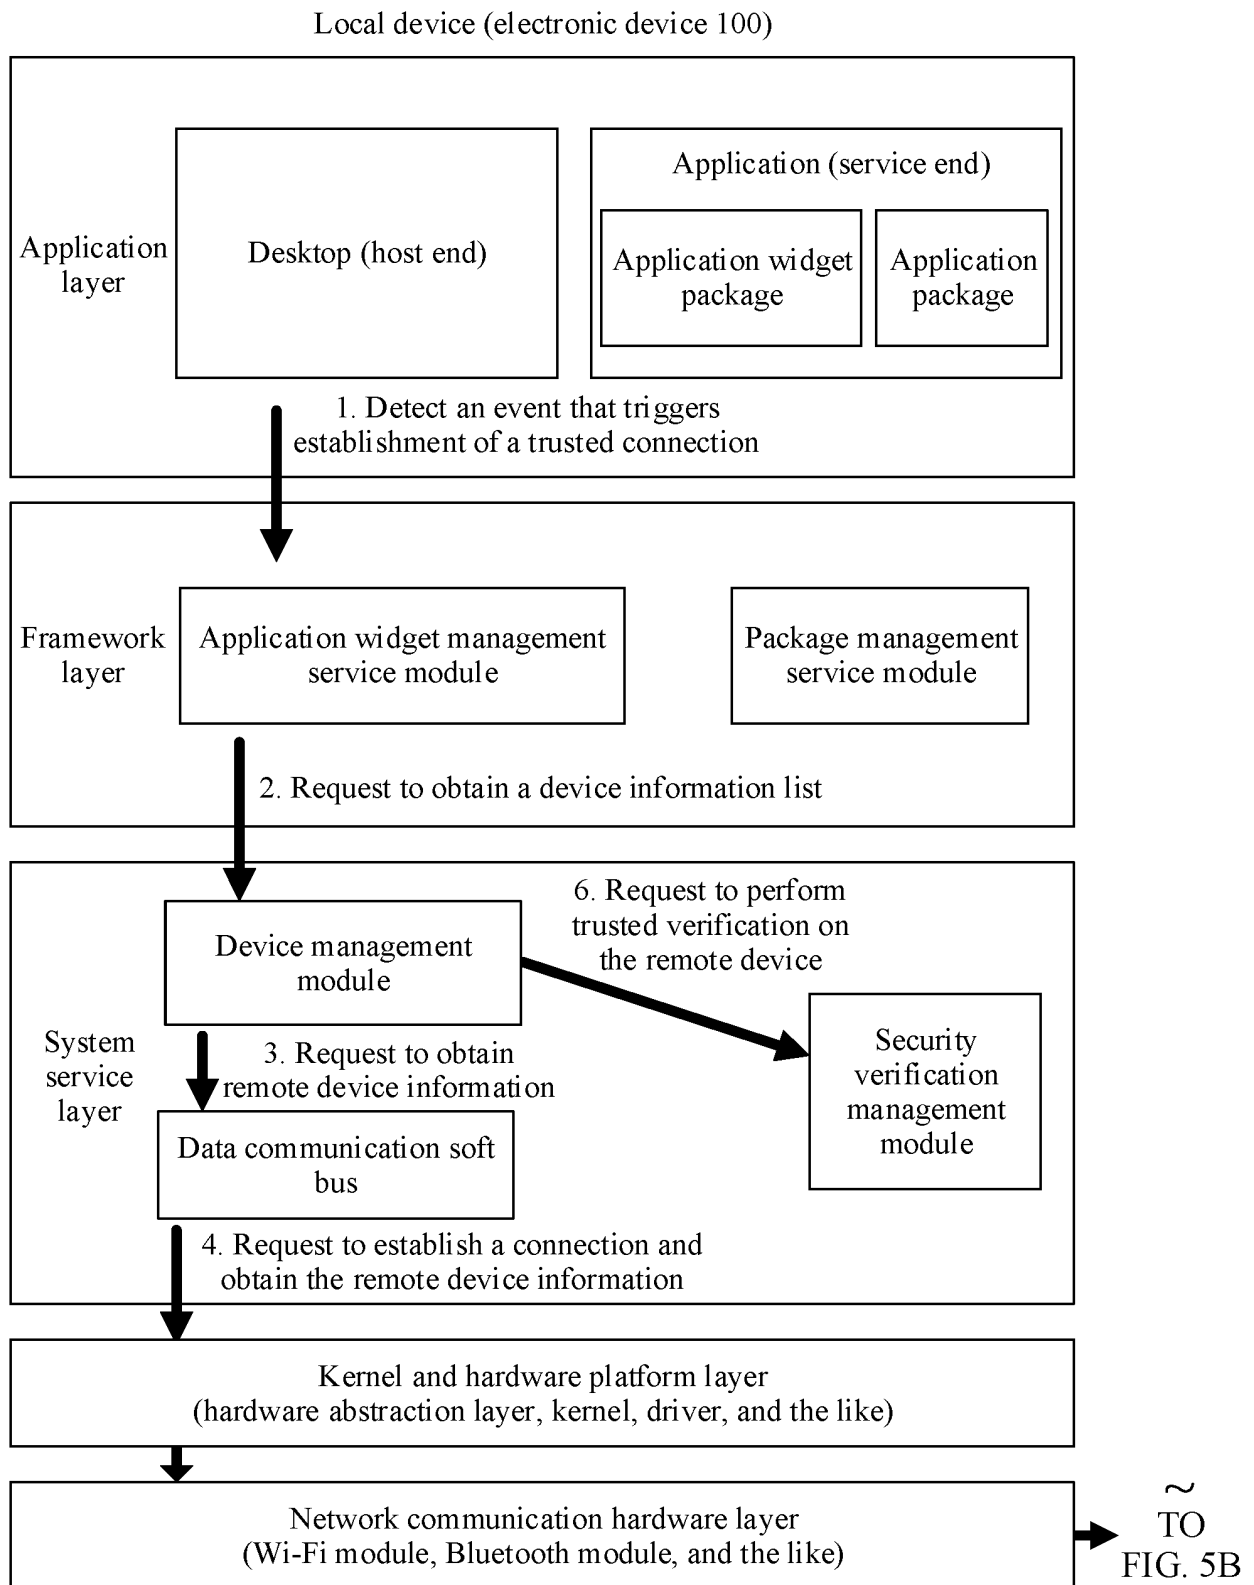 Local device (electronic device 100)
Application
layer
Desktop (host end)
Application (service end)
Application widget
package
Application
package
1. Detect an event that triggers
establishment of a trusted connection
Framework
layer
Application widget management
service module
Package management
service module
2. Request to obtain a device information list
System
service
layer
Device management
module
6. Request to perform
trusted verification on
the remote device
3. Request to obtain
remote device information
Security
verification
management
module
Data communication soft
bus
4. Request to establish a connection and
obtain the remote device information
Kernel and hardware platform layer
(hardware abstraction layer, kernel, driver, and the like)
Network communication hardware layer
(Wi-Fi module, Bluetooth module, and the like)
~
TO
FIG. 5B